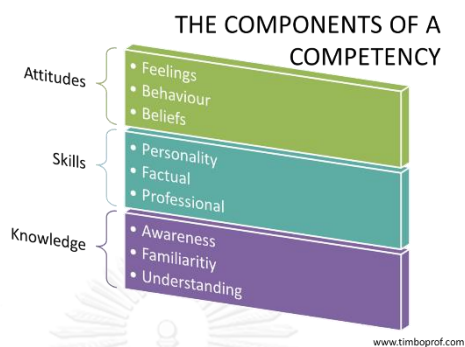 THE COMPONENTS OF A
COMPETENCY
Attitudes
• Feelings
• Behaviour
• Beliefs
Skills
• Personality
• Factual
• Professional
Knowledge
• Awareness
• Familiaritiy
• Understanding
www.timboprof.com